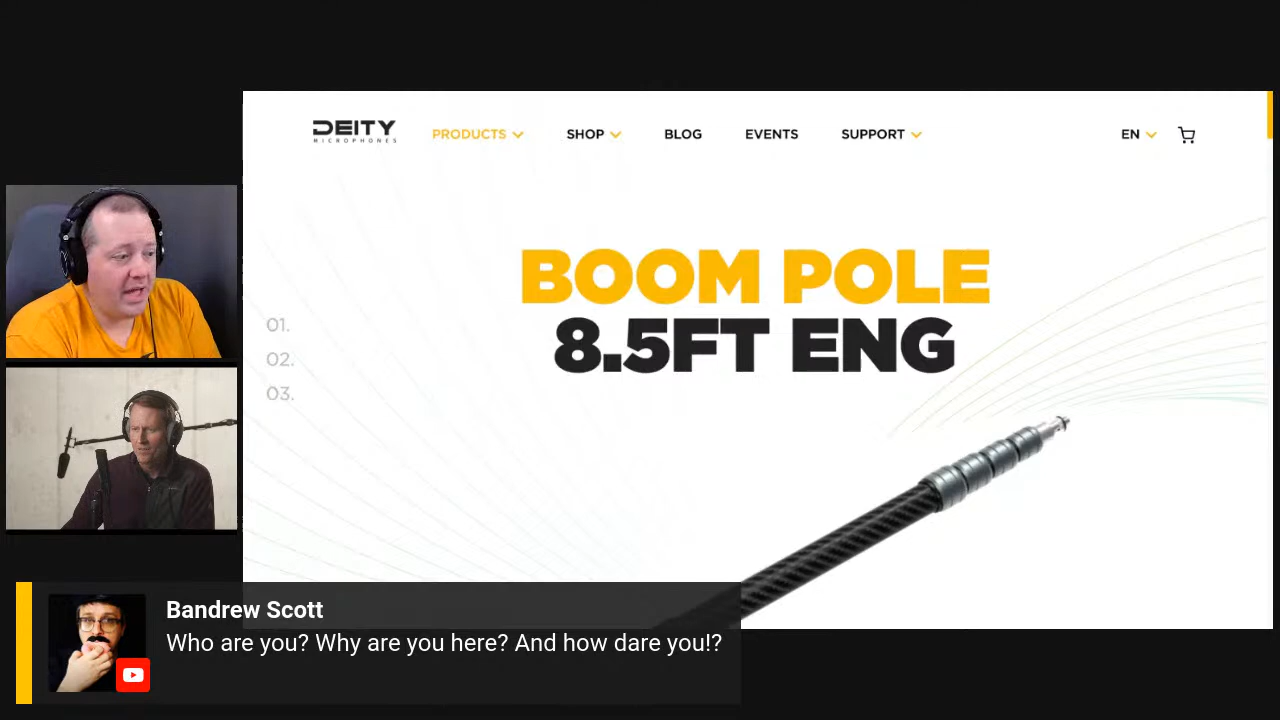 DEITY
MICROPHONES
PRODUCTS
SHOP
BLOG
EVENTS
SUPPORT
EN
BOOM POLE
8.5FT ENG
01.
02.
03.
Bandrew Scott
Who are you? Why are you here? And how dare you!?